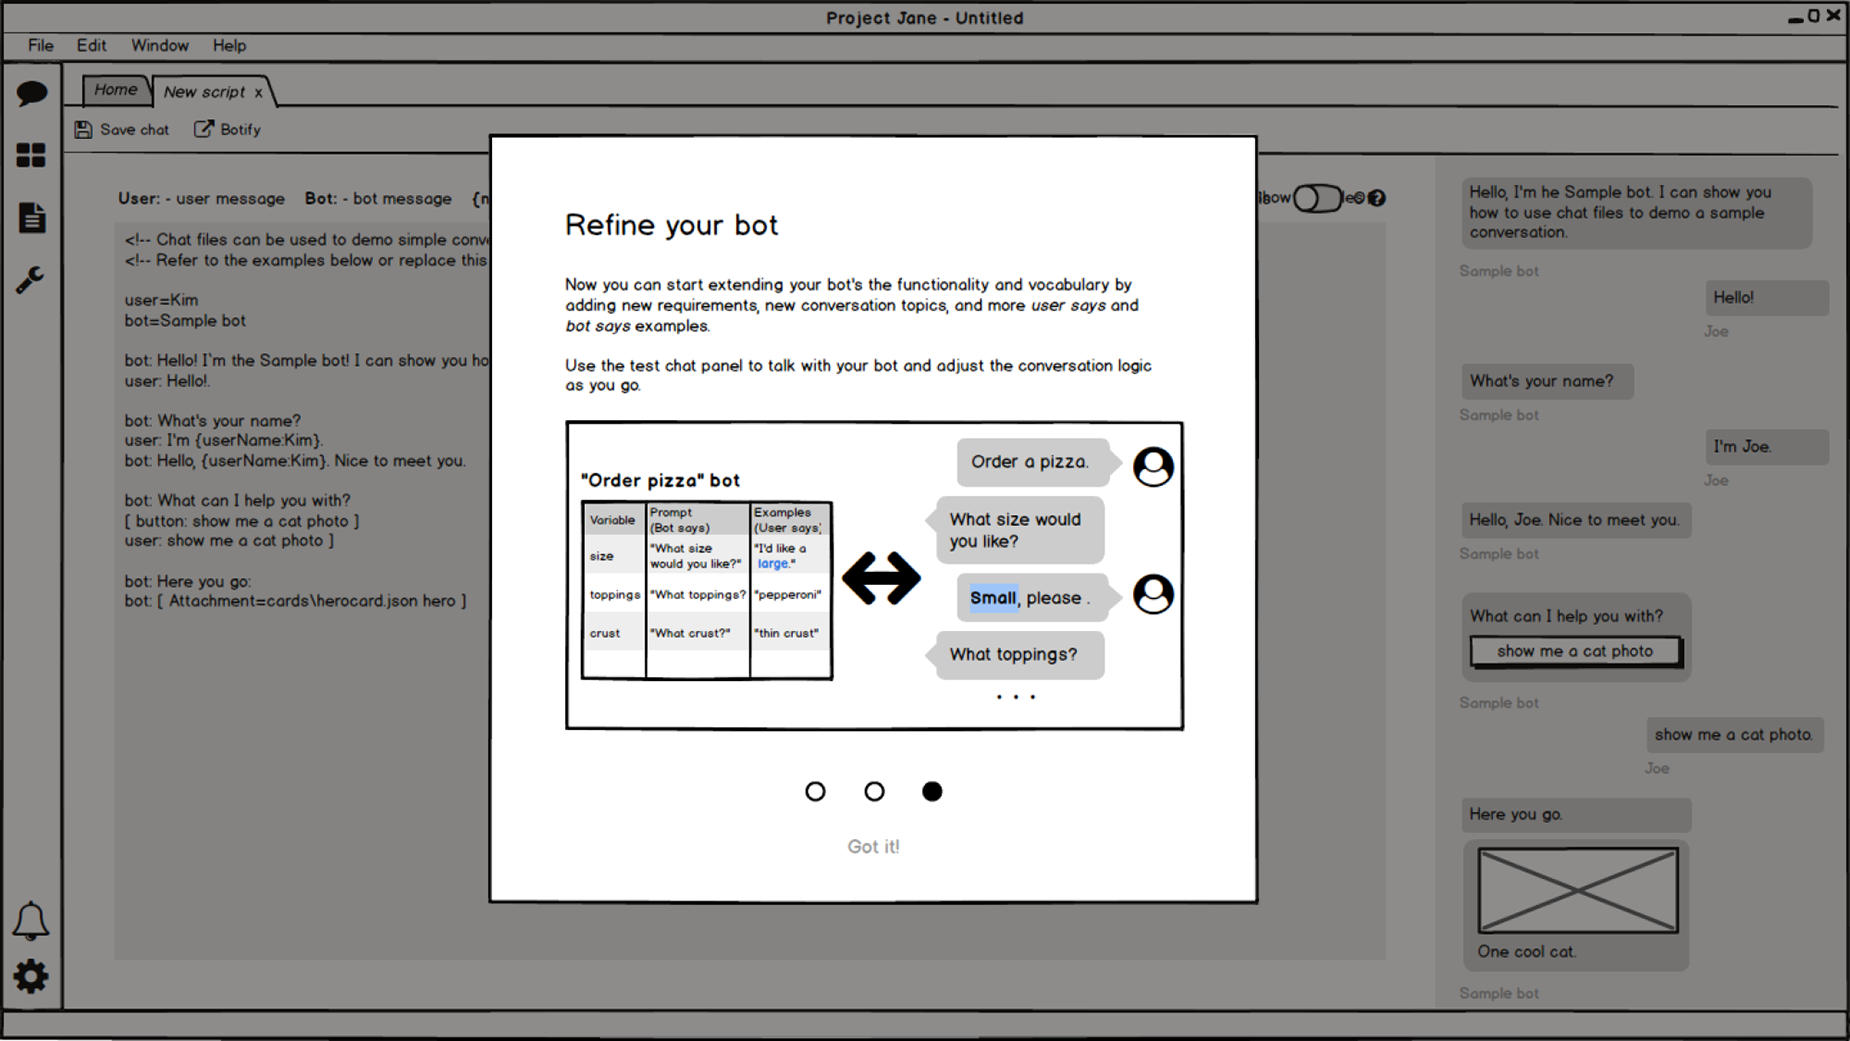 Project Jane - Untitled
File Edit Window Help
Home New script x
Save chat Botify
User: - user message Bot: - bot message
<!-- Chat files can be used to demo simple conv
<!-- Refer to the examples below or replace this
user=Kim
bot=Sample bot
bot: Hello! I`m the Sample bot! I can show you ho
user: Hello!.
bot: What's your name?
user: I'm {userName:Kim}.
bot: Hello, {userName:Kim}. Nice to meet you.
bot: What can I help you with?
[ button: show me a cat photo ]
user: show me a cat photo ]
bot: Here you go:
bot: [ Attachment=cards\herocard.json hero ]
Refine your bot
Now you can start extending your bot's the functionality and vocabulary by
adding new requirements, new conversation topics, and more user says and
bot says examples.
Use the test chat panel to talk with your bot and adjust the conversation logic
as you go.
"Order pizza" bot
Variable Prompt (Bot says) Examples (User says)
size "What size would you like?" "I'd like a large."
toppings "What toppings? "pepperoni"
crust "What crust?" "thin crust"
Order a pizza.
What size would
you like?
Small, please .
What toppings?
. . .
Got it!
Hello, I'm he Sample bot. I can show you
how to use chat files to demo a sample
conversation.
Sample bot
Hello!
Joe
What's your name?
Sample bot
I'm Joe.
Joe
Hello, Joe. Nice to meet you.
Sample bot
What can I help you with?
show me a cat photo
Sample bot
show me a cat photo.
Joe
Here you go.
One cool cat.
Sample bot